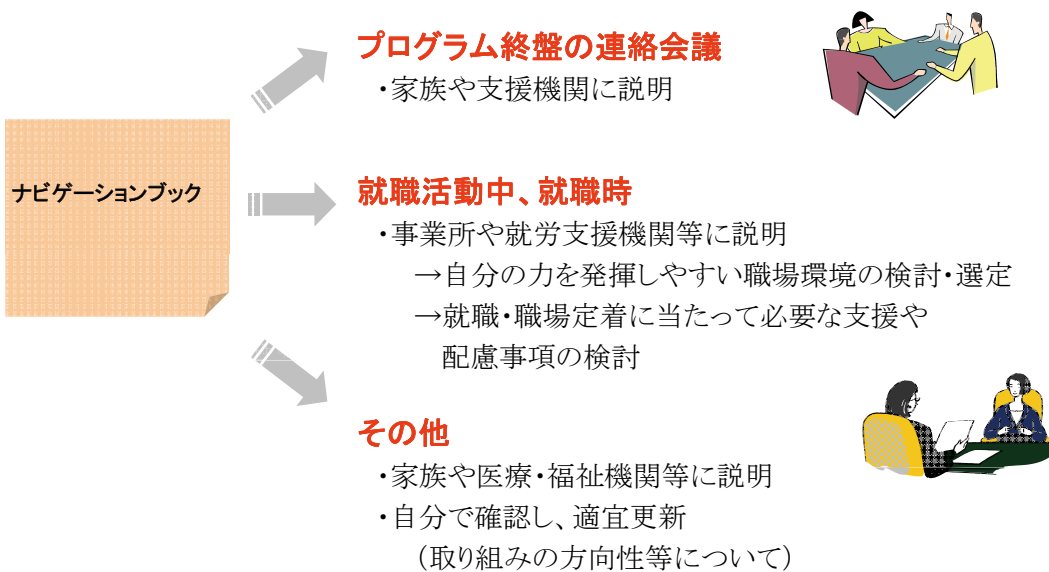 プログラム終盤の連絡会議
・家族や支援機関に説明
ナビゲーションブック
就職活動中、就職時
・事業所や就労支援機関等に説明
→自分の力を発揮しやすい職場環境の検討・選定
→就職・職場定着に当たって必要な支援や
配慮事項の検討
その他
・家族や医療・福祉機関等に説明
・自分で確認し、適宜更新
(取り組みの方向性等について)